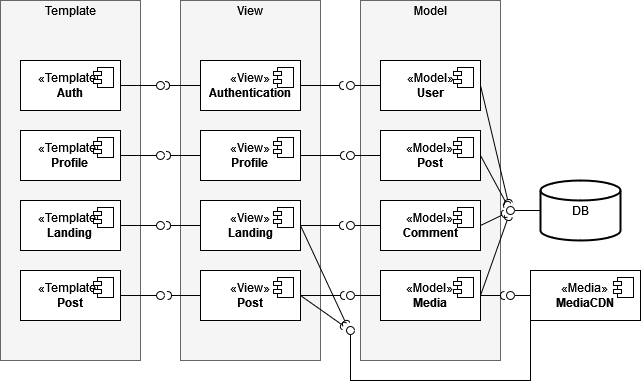 Template
View
Model
«Template
Auth
«View»
Authentication
«Model»
User
«Template
Profile
«View»
Profile
«Model»
Post
«Template
Landing
«View»
Landing
«Model»
Comment
DB
«Template
Post
«View»
Post
«Model»
Media
«Media»
MediaCDN